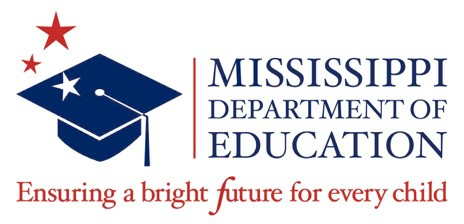 MISSISSIPPI
DEPARTMENT OF
EDUCATION
Ensuring a bright future for every child